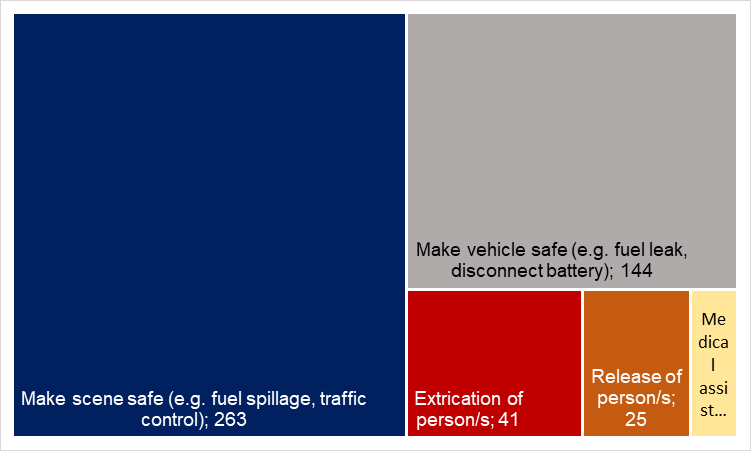 Make vehicle safe (e.g. fuel leak,
disconnect battery); 144
Make scene safe (e.g. fuel spillage, traffic
control); 263
Extrication of
person/s; 41
Release of
person/s;
25
Me
dica
l
assi
st...